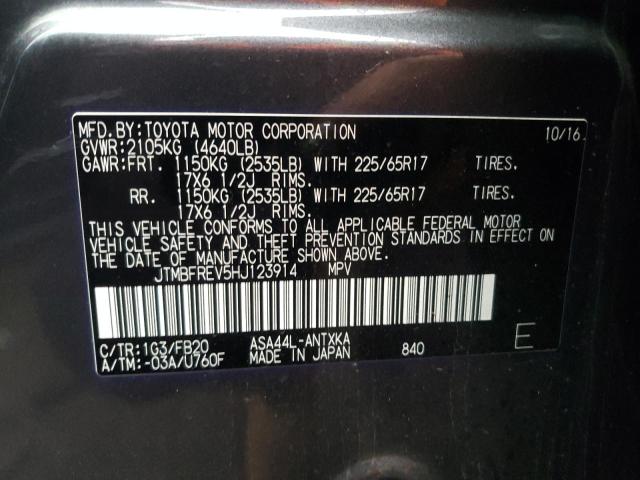 MFD.BY:TOYOTA MOTOR CORPORATION 10/16
GVWR:2105KG (4640LB)
GAWR:FRT. 1150KG (2535LB) WITH 225/65R17 TIRES.
17X6 1/2J RIMS.
RR. 1150KG (2535LB) WITH 225/65R17 TIRES.
17X6 1/2J RIMS.
THIS VEHICLE CONFORMS TO ALL APPLICABLE FEDERAL MOTOR
VEHICLE SAFETY AND THEFT PREVENTION STANDARDS IN EFFECT ON
THE DATE OF MANUFACTURE SHOWN ABOVE.
JTMBFREV5HJ123914 MPV
C/TR:1G3/FB20 ASA44L-ANTXKA 840 E
A/TM:-03A/U760F MADE IN JAPAN